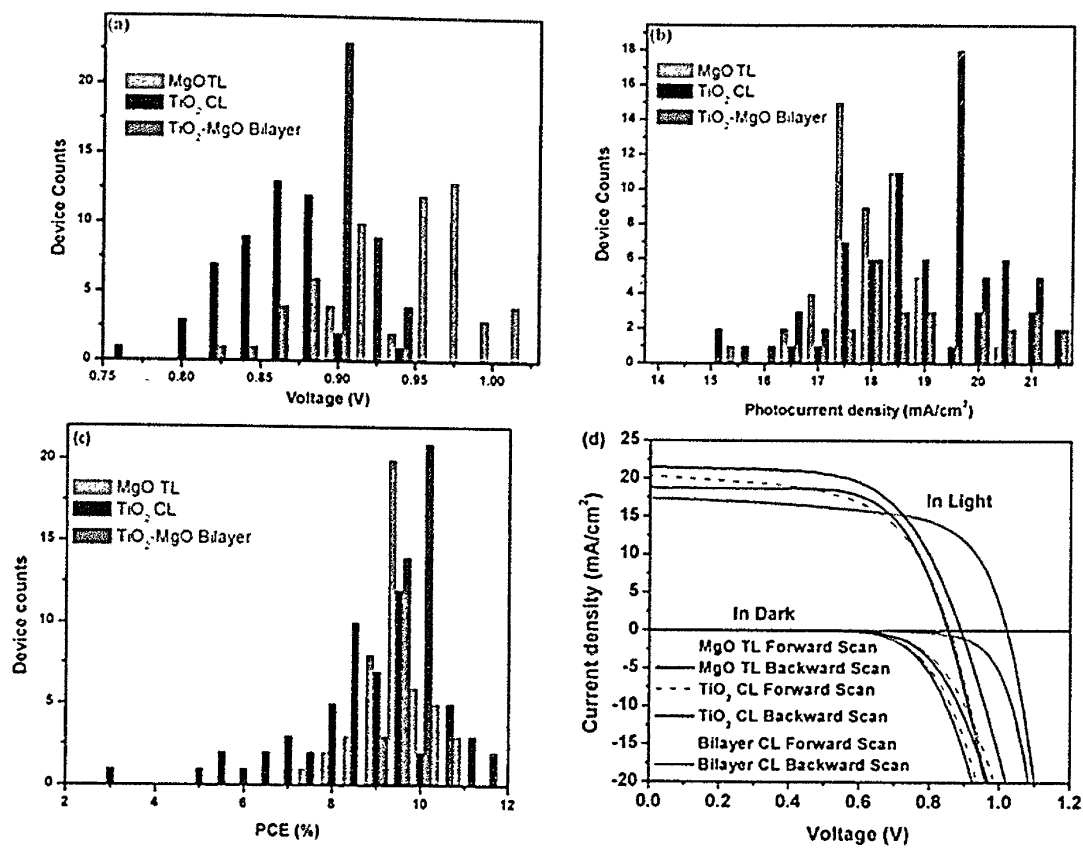 (a)
MgO TL
TiO₂ CL
TiO₂-MgO Bilayer
Device Counts
20
15
10
5
0
0.75 0.80 0.85 0.90 0.95 1.00
Voltage (V)
(b)
MgO TL
TiO₂ CL
TiO₂-MgO Bilayer
Device Counts
18
16
14
12
10
8
6
4
2
0
14 15 16 17 18 19 20 21
Photocurrent density (mA/cm²)
(c)
MgO TL
TiO₂ CL
TiO₂-MgO Bilayer
Device counts
20
15
10
5
0
2 4 6 8 10 12
PCE (%)
(d)
In Light
In Dark
MgO TL Forward Scan
MgO TL Backward Scan
TiO₂ CL Forward Scan
TiO₂ CL Backward Scan
Bilayer CL Forward Scan
Bilayer CL Backward Scan
Current density (mA/cm²)
25
20
15
10
5
0
-5
-10
-15
-20
0.0 0.2 0.4 0.6 0.8 1.0 1.2
Voltage (V)